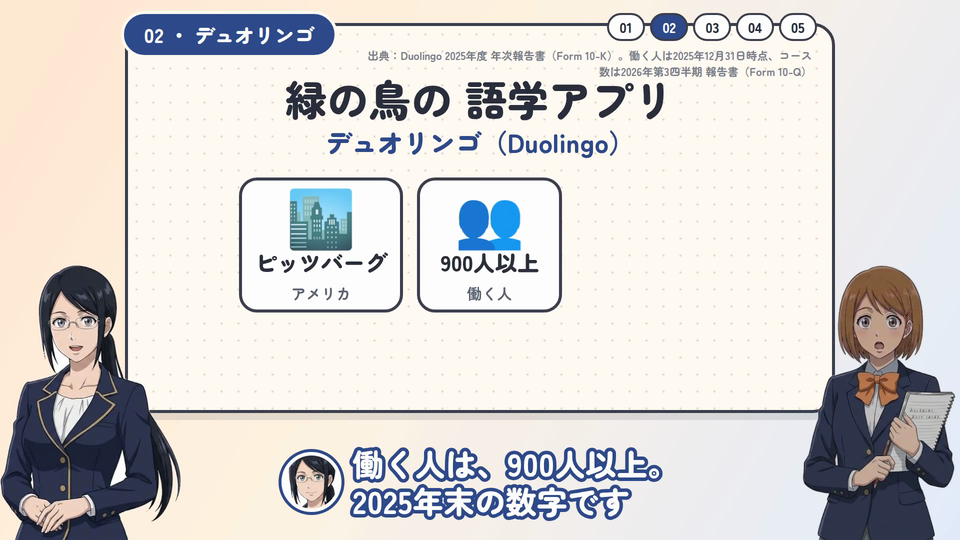 02 ・ デュオリンゴ
01 02 03 04 05
出典：Duolingo 2025年度 年次報告書（Form 10-K）。働く人は2025年12月31日時点、コース
数は2026年第3四半期 報告書（Form 10-Q）
緑の鳥の 語学アプリ
デュオリンゴ（Duolingo）
ピッツバーグ
アメリカ
900人以上
働く人
働く人は、900人以上。
2025年末の数字です